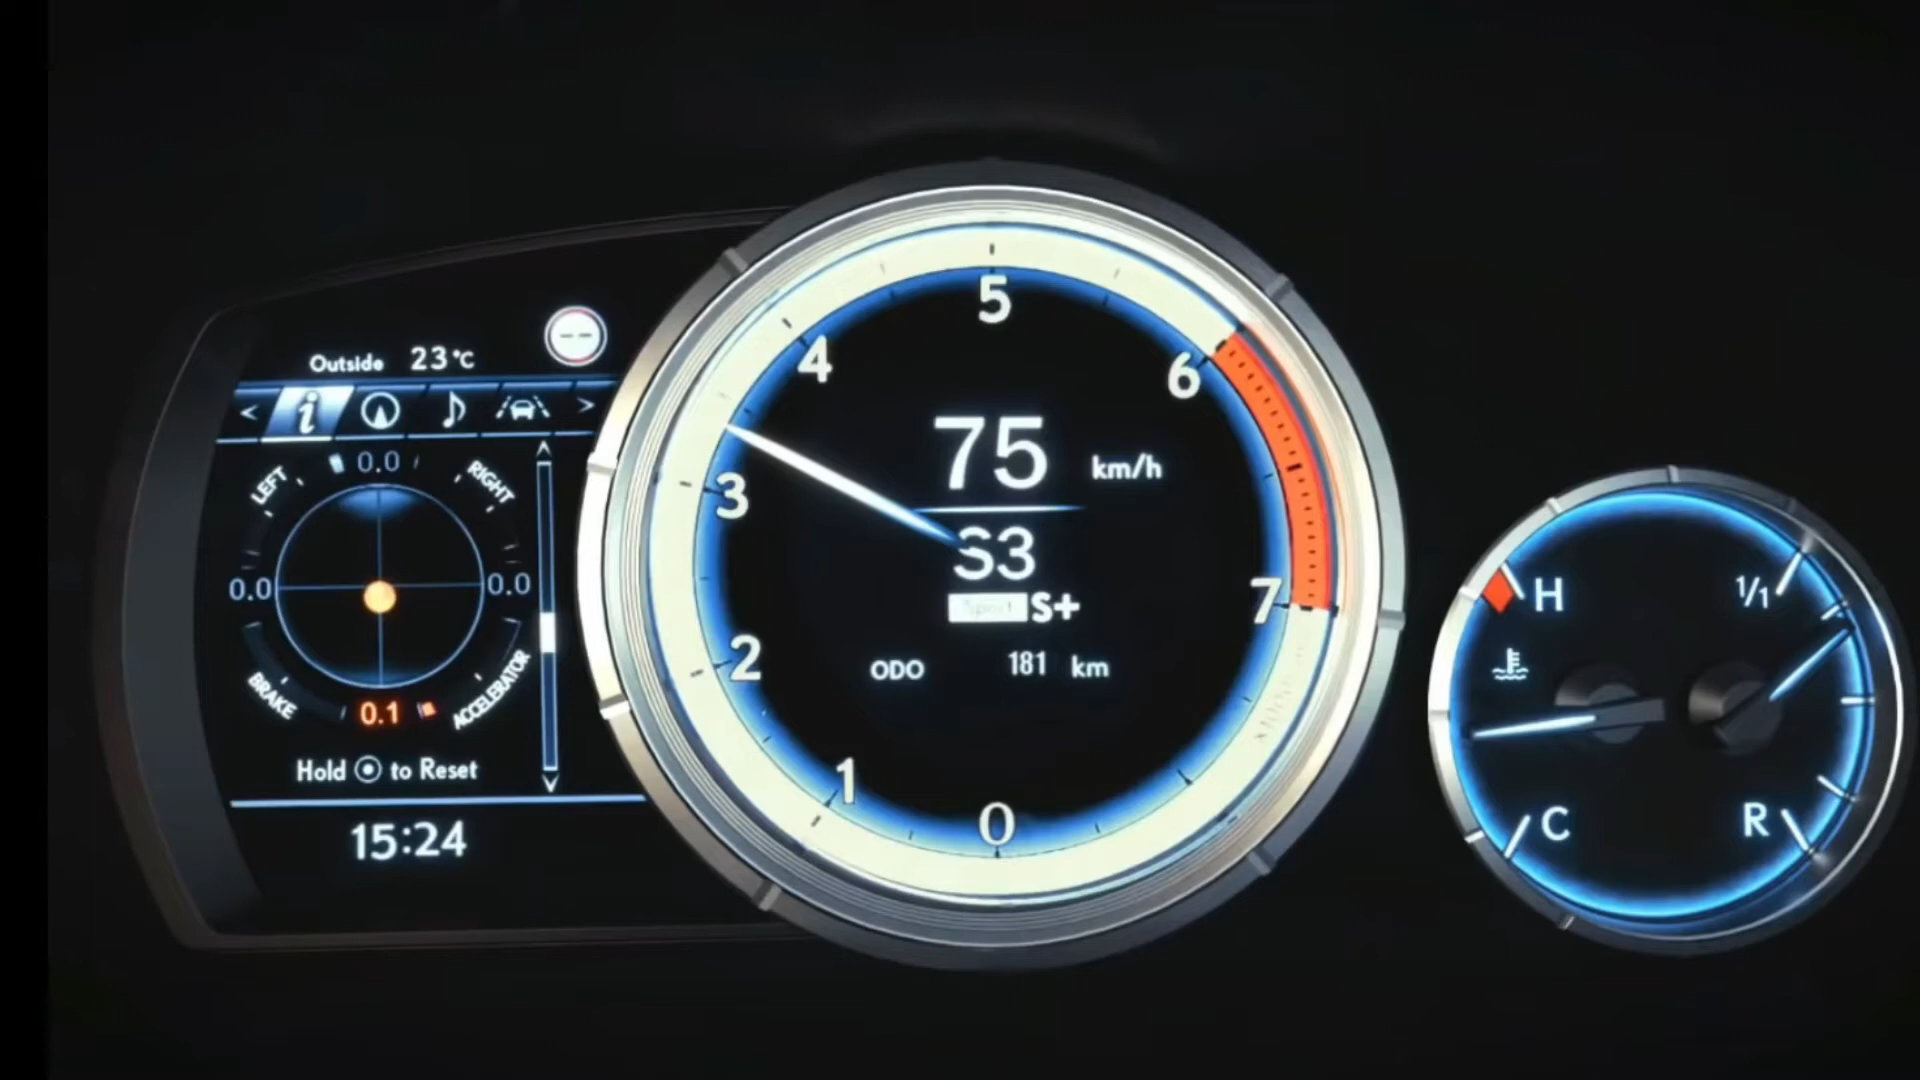 Outside 23°C
--
< i >
0.0
LEFT
RIGHT
0.0
0.0
BRAKE
0.1
ACCELERATOR
Hold to Reset
15:24
5
4
6
3
7
2
1
0
75 km/h
S3
Sport S+
ODO 181 km
H
1/1
C
R